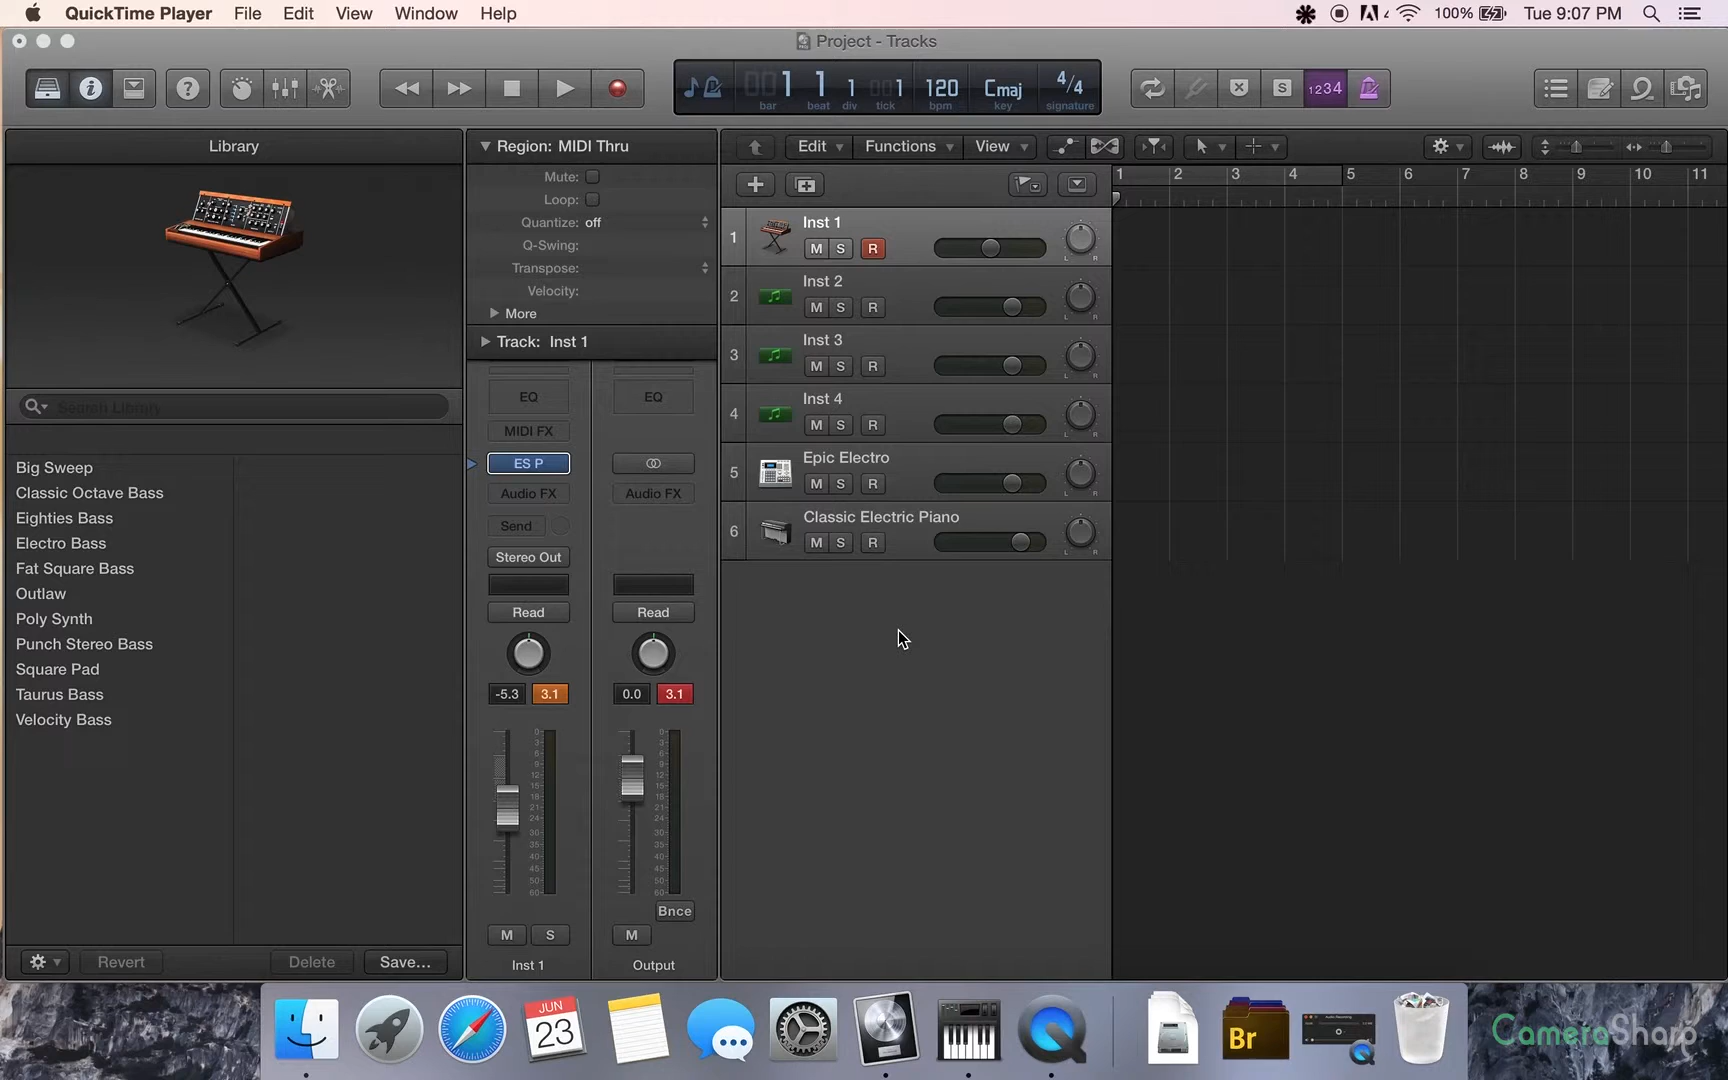 QuickTime Player File Edit View Window Help
4 100% Tue 9:07 PM
Project - Tracks
1 1 1 1 120 Cmaj 4/4
bar beat div tick bpm key signature
S 1234
Library
Search Library
Big Sweep
Classic Octave Bass
Eighties Bass
Electro Bass
Fat Square Bass
Outlaw
Poly Synth
Punch Stereo Bass
Square Pad
Taurus Bass
Velocity Bass
Revert Delete Save...
Region: MIDI Thru
Mute:
Loop:
Quantize: off
Q-Swing:
Transpose:
Velocity:
More
Track: Inst 1
EQ EQ
MIDI FX
ES P
Audio FX Audio FX
Send
Stereo Out
Read Read
-5.3 3.1 0.0 3.1
Bnce
M S M
Inst 1 Output
Edit Functions View
1 2 3 4 5 6 7 8 9 10 11
1 Inst 1
M S R
L R
2 Inst 2
M S R
L R
3 Inst 3
M S R
L R
4 Inst 4
M S R
L R
5 Epic Electro
M S R
L R
6 Classic Electric Piano
M S R
L R
JUN
23
Br
CameraSharp